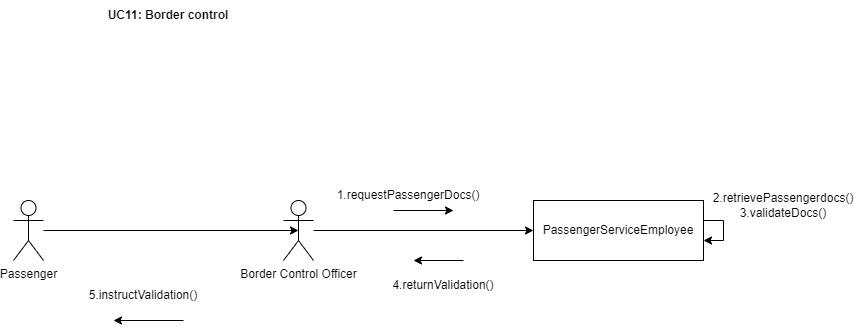 UC11: Border control
1.requestPassengerDocs()
2.retrievePassengerdocs()
3.validateDocs()
PassengerServiceEmployee
Passenger
Border Control Officer
4.returnValidation()
5.instructValidation()